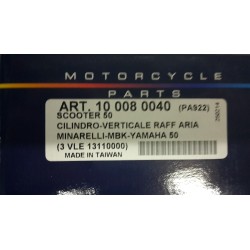 MOTORCYCLE
PARTS
ART. 10 008 0040 (PA922)
SCOOTER 50
CILINDRO-VERTICALE RAFF ARIA
MINARELLI-MBK-YAMAHA 50
(3 VLE 13110000)
MADE IN TAIWAN
290214